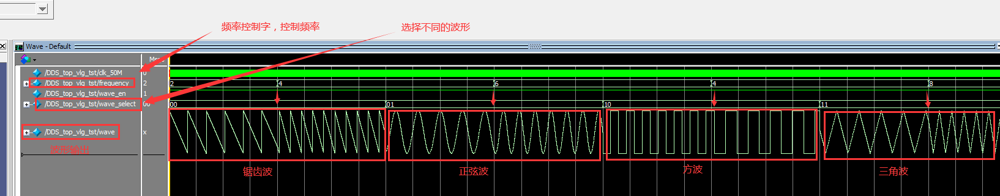 频率控制字，控制频率
选择不同的波形
Wave - Default
/DDS_top_vlg_tst/clk_50M 0
/DDS_top_vlg_tst/frequency 2 2 4 6 4 8
/DDS_top_vlg_tst/wave_en 1
/DDS_top_vlg_tst/wave_select 00 00 01 10 11
/DDS_top_vlg_tst/wave x
波形输出
锯齿波
正弦波
方波
三角波